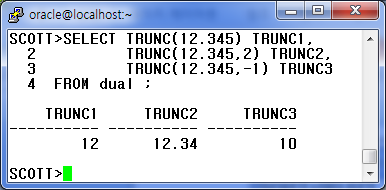 oracle@localhost:~
SCOTT>SELECT TRUNC(12.345) TRUNC1,
  2          TRUNC(12.345,2) TRUNC2,
  3          TRUNC(12.345,-1) TRUNC3
  4  FROM dual ;
    TRUNC1     TRUNC2     TRUNC3
---------- ---------- ----------
        12      12.34         10
SCOTT>